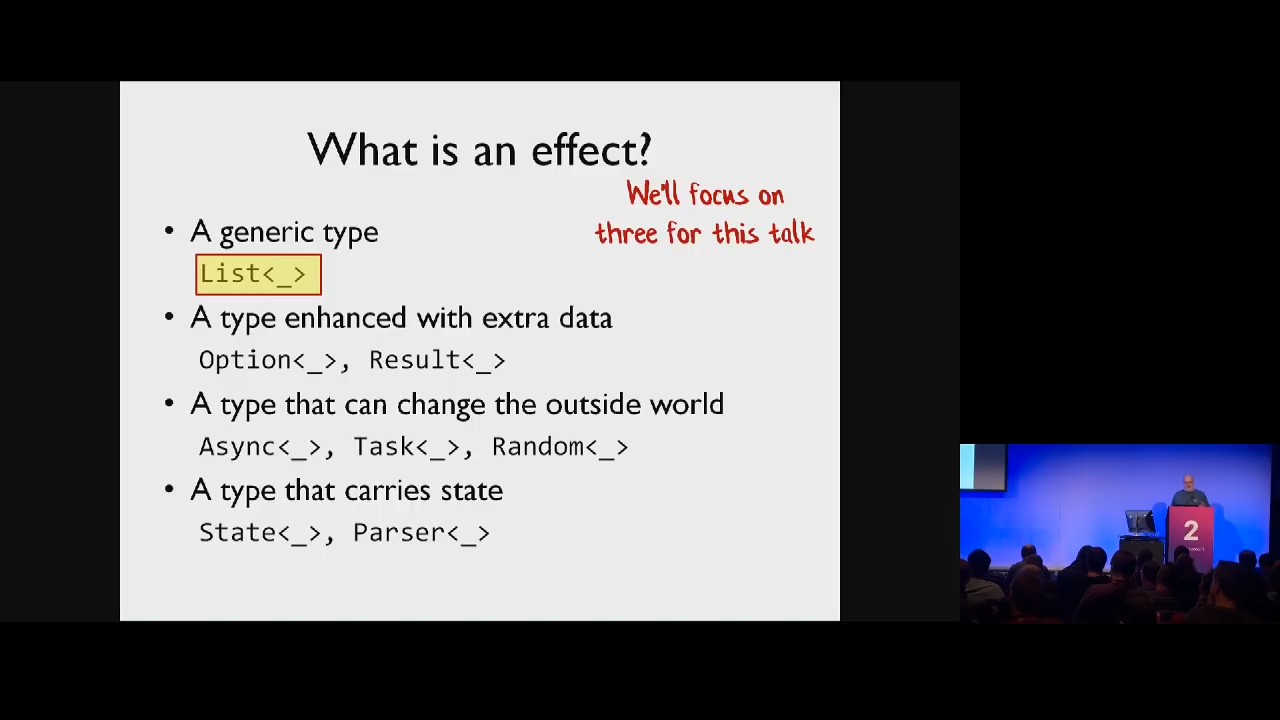 What is an effect?
We'll focus on
three for this talk
• A generic type
List<_>
• A type enhanced with extra data
Option<_>, Result<_>
• A type that can change the outside world
Async<_>, Task<_>, Random<_>
• A type that carries state
State<_>, Parser<_>
2